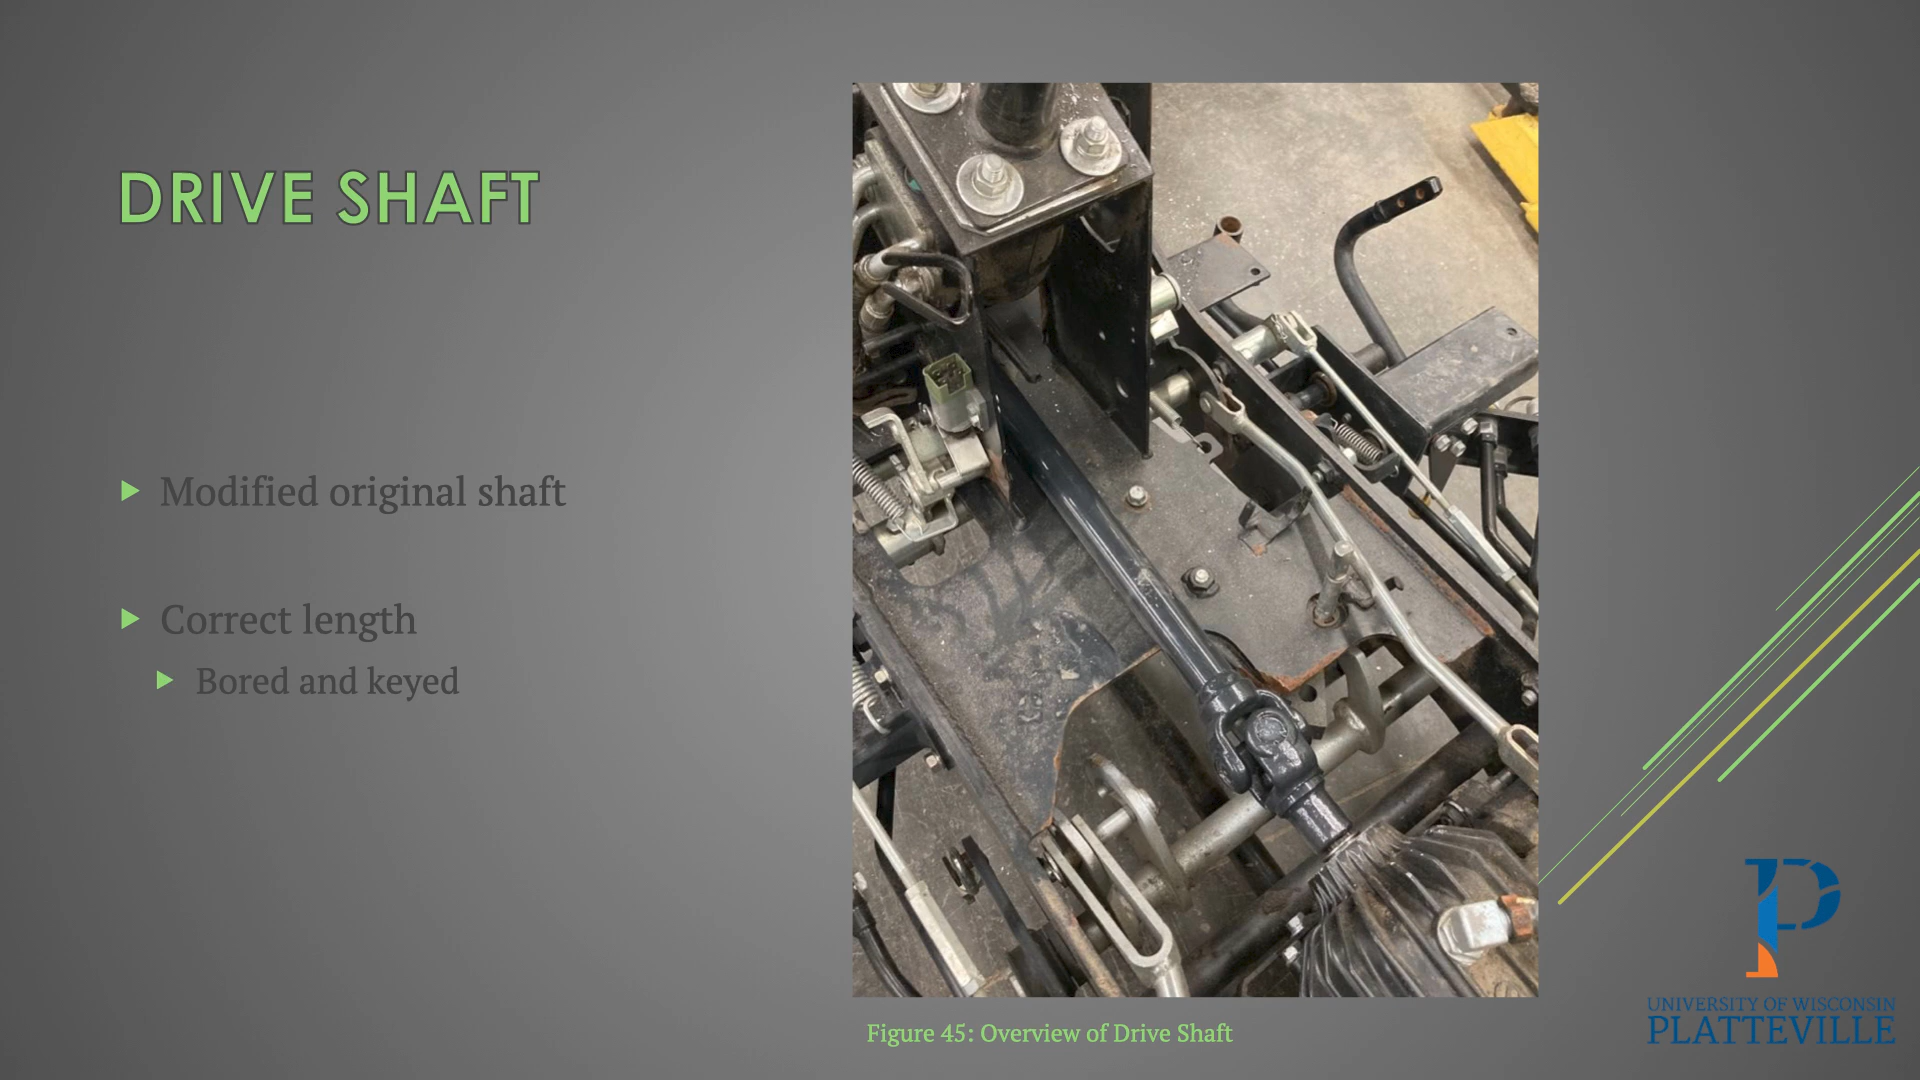 DRIVE SHAFT
Modified original shaft
Correct length
Bored and keyed
Figure 45: Overview of Drive Shaft
UNIVERSITY OF WISCONSIN
PLATTEVILLE